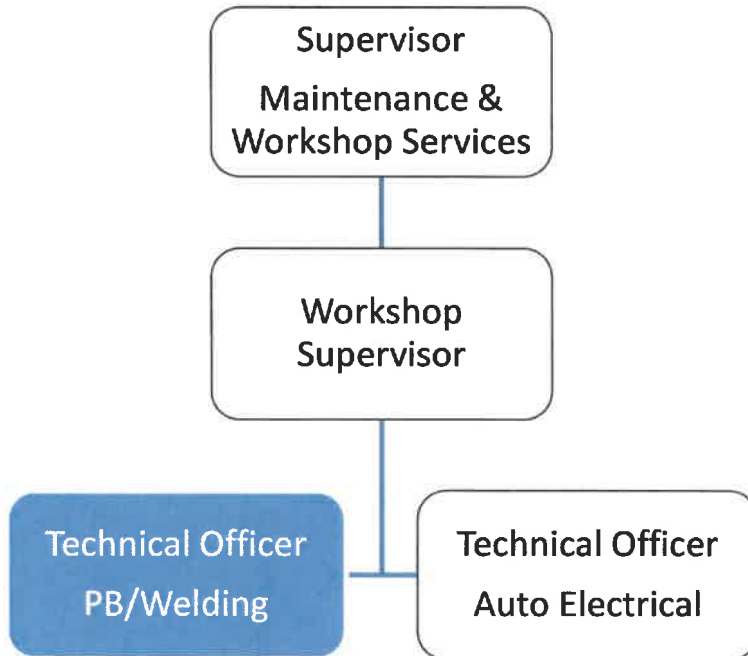 Supervisor
Maintenance &
Workshop Services
Workshop
Supervisor
Technical Officer
PB/Welding
Technical Officer
Auto Electrical